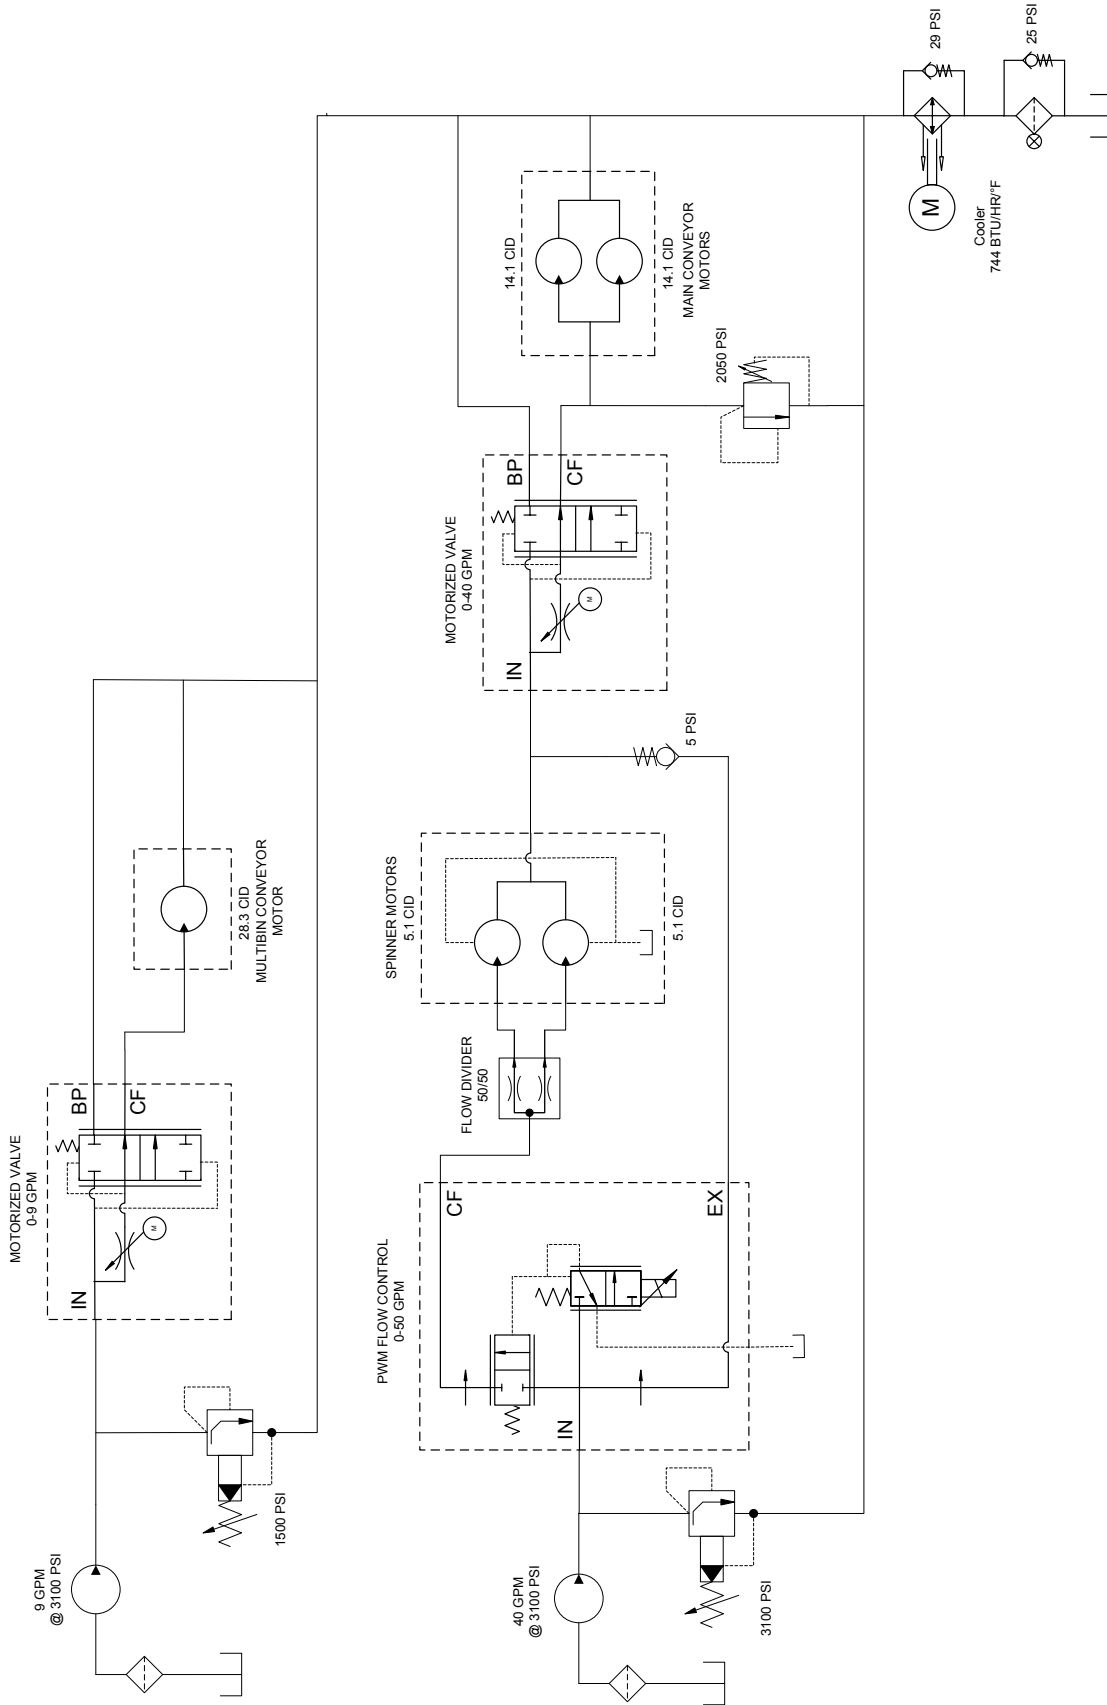 29 PSI
25 PSI
M
Cooler
744 BTU/HR/°F
14.1 CID
14.1 CID
MAIN CONVEYOR
MOTORS
2050 PSI
MOTORIZED VALVE
0-40 GPM
BP
CF
IN
M
5 PSI
28.3 CID
MULTIBIN CONVEYOR
MOTOR
SPINNER MOTORS
5.1 CID
5.1 CID
FLOW DIVIDER
50/50
MOTORIZED VALVE
0-9 GPM
BP
CF
IN
M
PWM FLOW CONTROL
0-50 GPM
CF
EX
IN
1500 PSI
9 GPM
@ 3100 PSI
40 GPM
@ 3100 PSI
3100 PSI